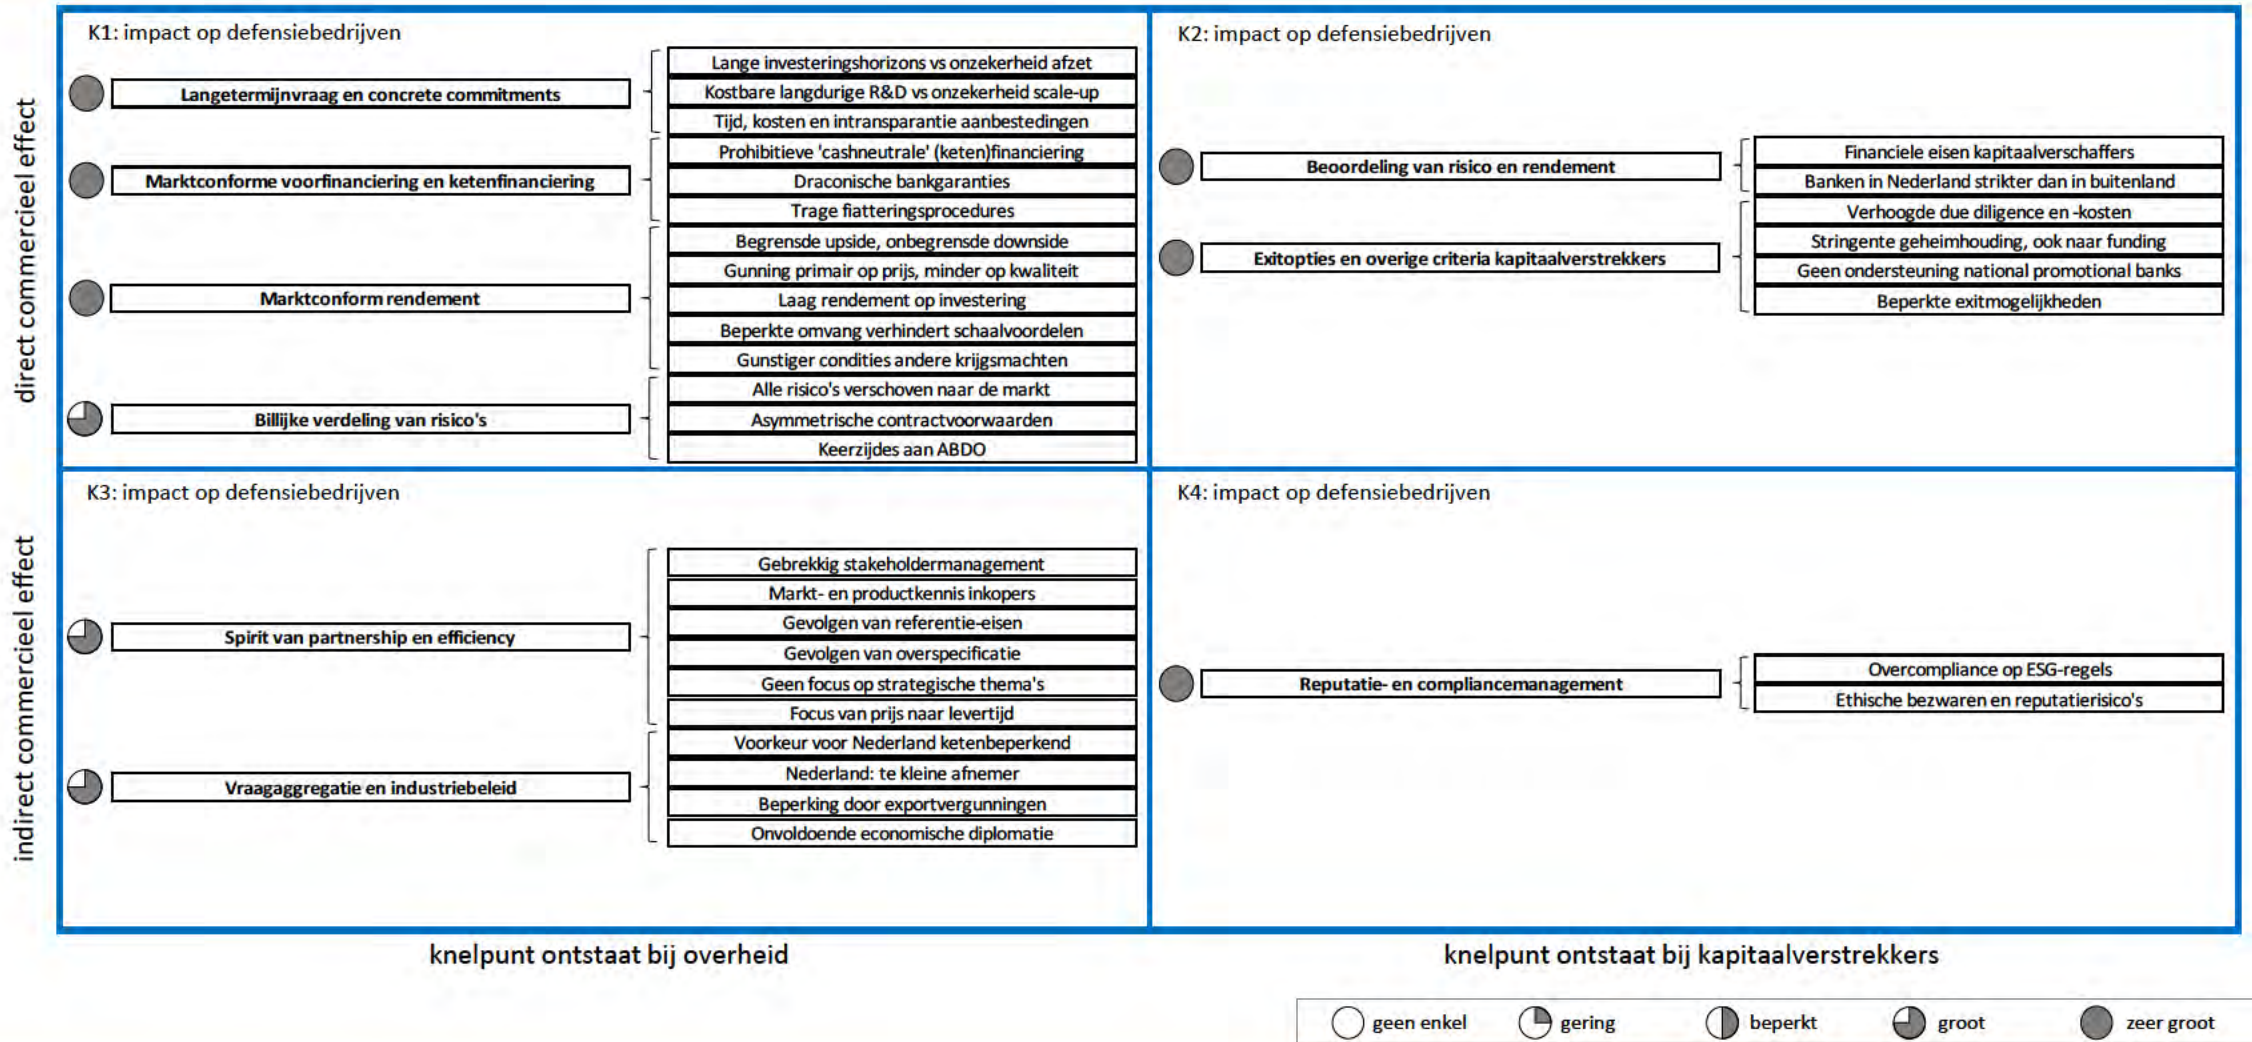 direct commercieel effect
indirect commercieel effect
K1: impact op defensiebedrijven
Langetermijnvraag en concrete commitments
Lange investeringshorizons vs onzekerheid afzet
Kostbare langdurige R&D vs onzekerheid scale-up
Tijd, kosten en intransparantie aanbestedingen
Marktconforme voorfinanciering en ketenfinanciering
Prohibitieve 'cashneutrale' (keten)financiering
Draconische bankgaranties
Trage fiatteringsprocedures
Marktconform rendement
Begrensde upside, onbegrensde downside
Gunning primair op prijs, minder op kwaliteit
Laag rendement op investering
Beperkte omvang verhindert schaalvoordelen
Gunstiger condities andere krijgsmachten
Billijke verdeling van risico's
Alle risico's verschoven naar de markt
Asymmetrische contractvoorwaarden
Keerzijdes aan ABDO
K2: impact op defensiebedrijven
Beoordeling van risico en rendement
Financiele eisen kapitaalverschaffers
Banken in Nederland strikter dan in buitenland
Exitopties en overige criteria kapitaalverstrekkers
Verhoogde due diligence en -kosten
Stringente geheimhouding, ook naar funding
Geen ondersteuning national promotional banks
Beperkte exitmogelijkheden
K3: impact op defensiebedrijven
Spirit van partnership en efficiency
Gebrekkig stakeholdermanagement
Markt- en productkennis inkopers
Gevolgen van referentie-eisen
Gevolgen van overspecificatie
Geen focus op strategische thema's
Focus van prijs naar levertijd
Vraagaggregatie en industriebeleid
Voorkeur voor Nederland ketenbeperkend
Nederland: te kleine afnemer
Beperking door exportvergunningen
Onvoldoende economische diplomatie
K4: impact op defensiebedrijven
Reputatie- en compliancemanagement
Overcompliance op ESG-regels
Ethische bezwaren en reputatierisico's
knelpunt ontstaat bij overheid
knelpunt ontstaat bij kapitaalverstrekkers
geen enkel
gering
beperkt
groot
zeer groot